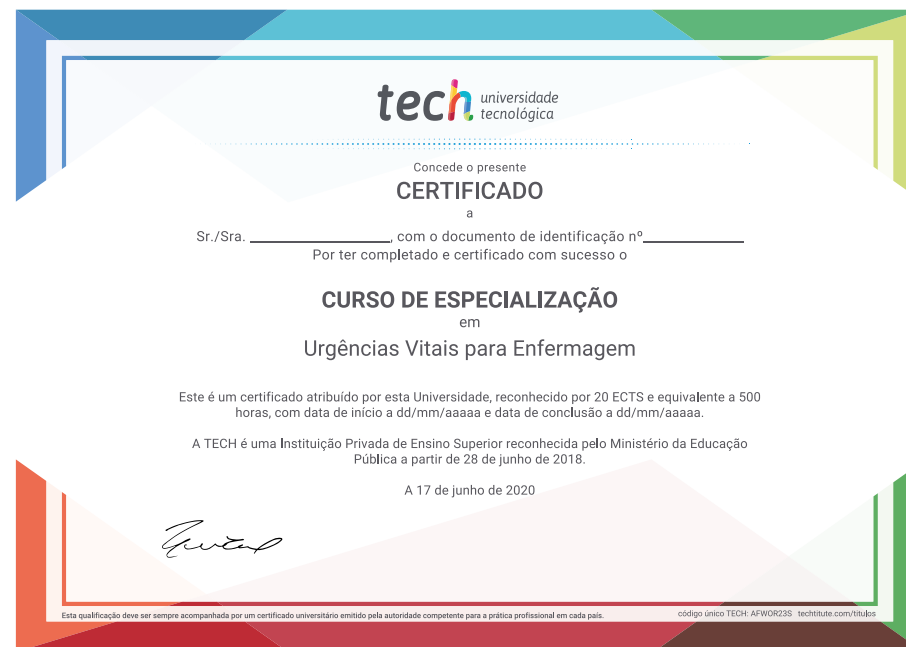 tech universidade
tecnológica
Concede o presente
CERTIFICADO
a
Sr./Sra. ____________________, com o documento de identificação nº______________
Por ter completado e certificado com sucesso o
CURSO DE ESPECIALIZAÇÃO
em
Urgências Vitais para Enfermagem
Este é um certificado atribuído por esta Universidade, reconhecido por 20 ECTS e equivalente a 500
horas, com data de início a dd/mm/aaaaa e data de conclusão a dd/mm/aaaaa.
A TECH é uma Instituição Privada de Ensino Superior reconhecida pelo Ministério da Educação
Pública a partir de 28 de junho de 2018.
A 17 de junho de 2020
Esta qualificação deve ser sempre acompanhada por um certificado universitário emitido pela autoridade competente para a prática profissional em cada país.
código único TECH: AFWOR23S techtitute.com/titulos